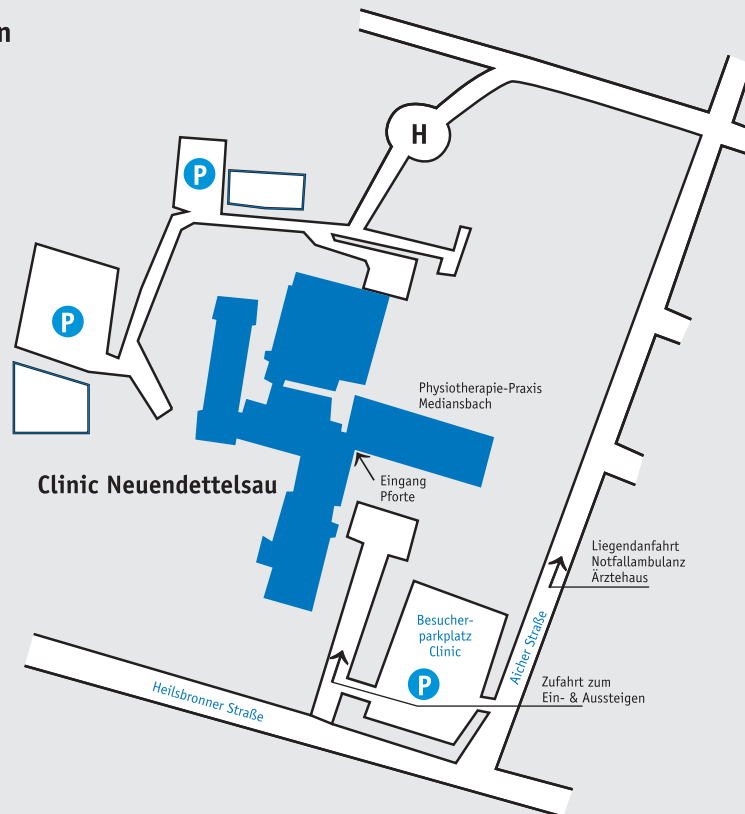 n
H
P
P
Physiotherapie-Praxis
Mediansbach
Clinic Neuendettelsau
Eingang
Pforte
Liegendanfahrt
Notfallambulanz
Ärztehaus
Besucher-
parkplatz
Clinic
P
Aicher Straße
Zufahrt zum
Ein- & Aussteigen
Heilsbronner Straße